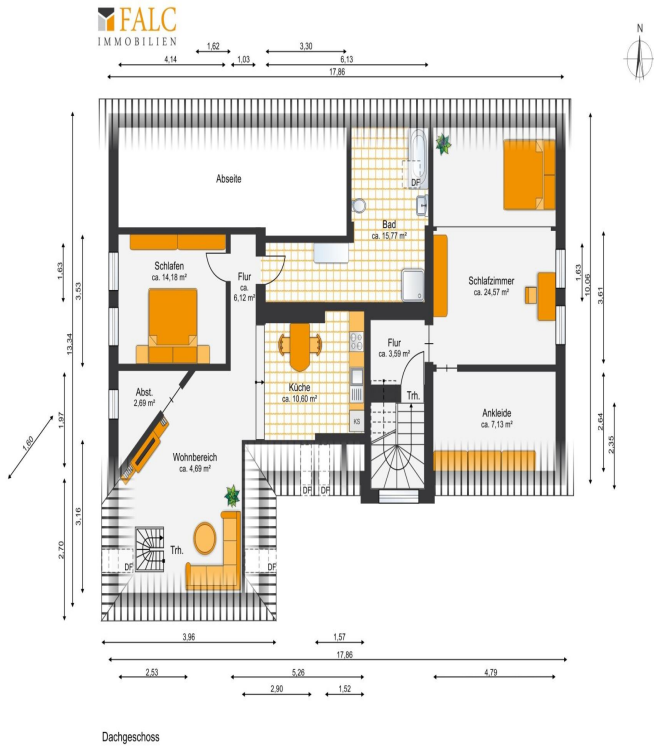 FALC
IMMOBILIEN
N
1,62
3,30
4,14
1,03
6,13
17,86
Abseite
DF
Bad
ca. 15,77 m²
Schlafen
ca. 14,18 m²
Flur
ca.
6,12 m²
Schlafzimmer
ca. 24,57 m²
1,63
3,53
13,34
1,63
10,06
3,61
Flur
ca. 3,59 m²
Küche
ca. 10,60 m²
Abst.
2,69 m²
Trh.
Ankleide
ca. 7,13 m²
KS
1,97
1,60
2,64
2,35
Wohnbereich
ca. 4,69 m²
DF
DF
3,16
2,70
Trh.
DF
DF
3,96
1,57
17,86
2,53
5,26
4,79
2,90
1,52
Dachgeschoss